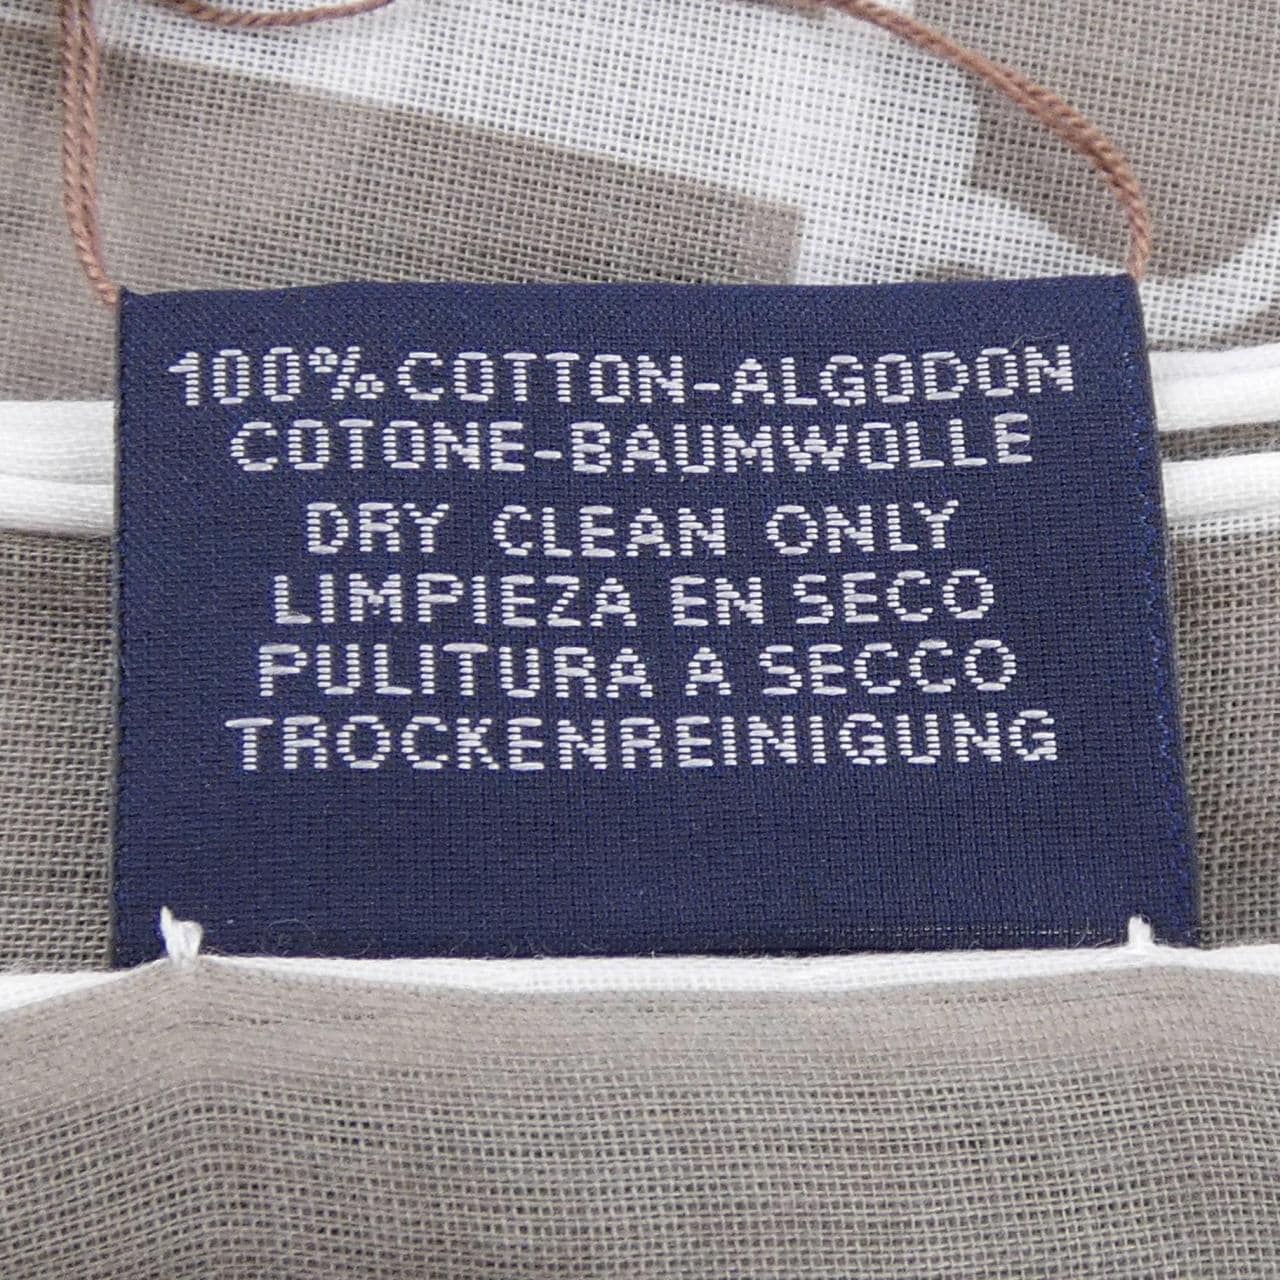 100% COTTON-ALGODON
COTONE-BAUMWOLLE
DRY CLEAN ONLY
LIMPIEZA EN SECO
PULITURA A SECCO
TROCKENREINIGUNG